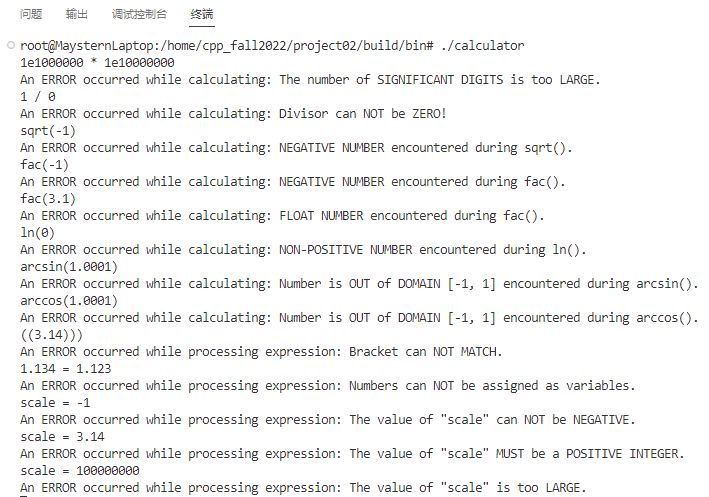 问题 输出 调试控制台 终端
root@MaysternLaptop:/home/cpp_fall2022/project02/build/bin# ./calculator
1e1000000 * 1e10000000
An ERROR occurred while calculating: The number of SIGNIFICANT DIGITS is too LARGE.
1 / 0
An ERROR occurred while calculating: Divisor can NOT be ZERO!
sqrt(-1)
An ERROR occurred while calculating: NEGATIVE NUMBER encountered during sqrt().
fac(-1)
An ERROR occurred while calculating: NEGATIVE NUMBER encountered during fac().
fac(3.1)
An ERROR occurred while calculating: FLOAT NUMBER encountered during fac().
ln(0)
An ERROR occurred while calculating: NON-POSITIVE NUMBER encountered during ln().
arcsin(1.0001)
An ERROR occurred while calculating: Number is OUT of DOMAIN [-1, 1] encountered during arcsin().
arccos(1.0001)
An ERROR occurred while calculating: Number is OUT of DOMAIN [-1, 1] encountered during arccos().
((3.14)))
An ERROR occurred while processing expression: Bracket can NOT MATCH.
1.134 = 1.123
An ERROR occurred while processing expression: Numbers can NOT be assigned as variables.
scale = -1
An ERROR occurred while processing expression: The value of "scale" can NOT be NEGATIVE.
scale = 3.14
An ERROR occurred while processing expression: The value of "scale" MUST be a POSITIVE INTEGER.
scale = 100000000
An ERROR occurred while processing expression: The value of "scale" is too LARGE.